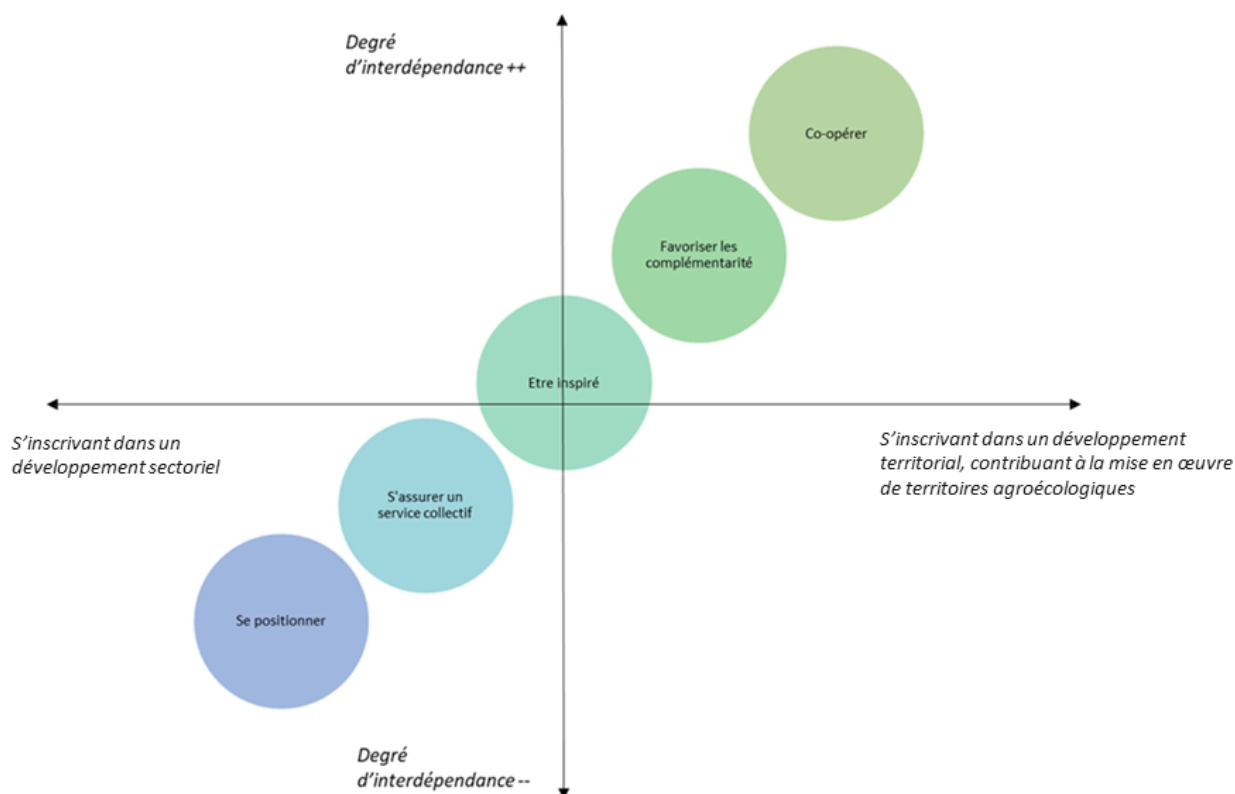 Degré
d’interdépendance ++
Co-opérer
Favoriser les
complémentarité
Etre inspiré
S’inscrivant dans un
développement sectoriel
S’inscrivant dans un développement
territorial, contribuant à la mise en œuvre
de territoires agroécologiques
S'assurer un
service collectif
Se positionner
Degré
d’interdépendance --